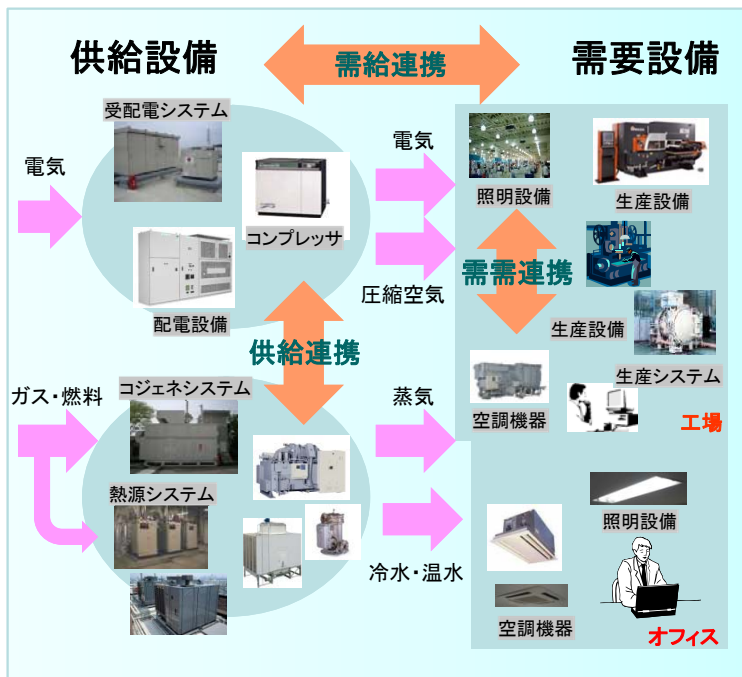 供給設備
需給連携
需要設備
受配電システム
電気
コンプレッサ
配電設備
電気
圧縮空気
照明設備
生産設備
需需連携
生産設備
生産システム
空調機器
工場
供給連携
ガス・燃料
コジェネシステム
熱源システム
蒸気
冷水・温水
照明設備
空調機器
オフィス